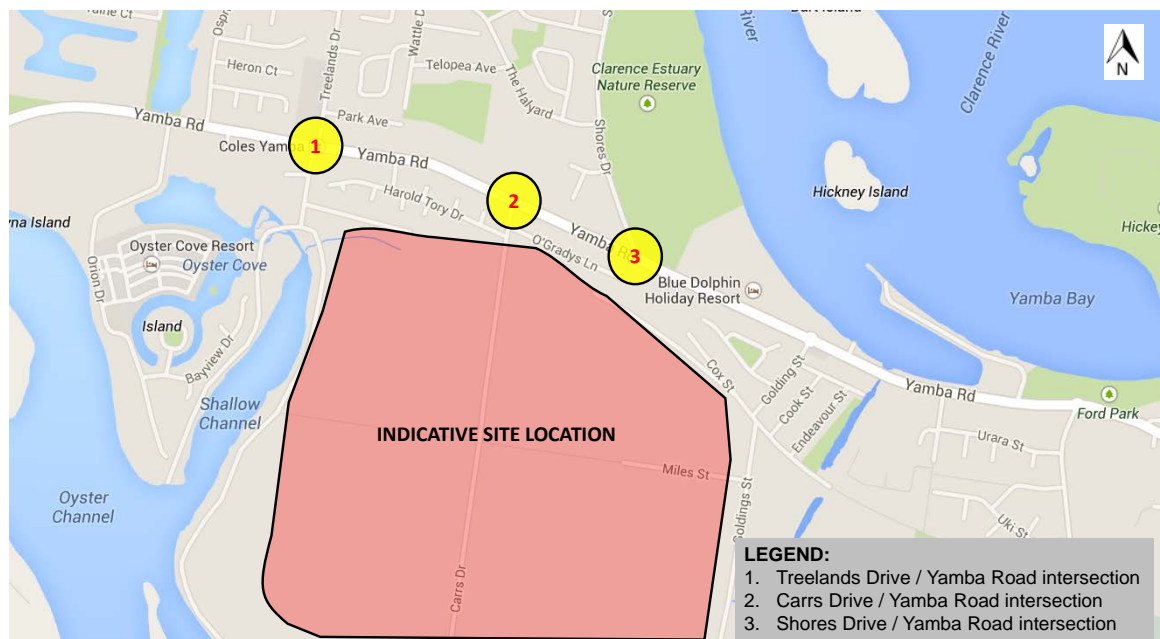 River
Clarence River
N
Treelands Dr
Heron Ct
Telopea Ave
The Halyard
Clarence Estuary
Nature Reserve
Park Ave
Yamba Rd
Coles Yamba
1
Yamba Rd
Shores Dr
Harold Tory Dr
2
Hickney Island
Oyster Cove Resort
Oyster Cove
O'Gradys Ln
Yamba Rd
3
Blue Dolphin
Holiday Resort
Yamba Bay
Orion Dr
Island
Bayview Dr
Shallow
Channel
Cox St
Golding St
Cook St
Endeavour St
Yamba Rd
Ford Park
Urara St
INDICATIVE SITE LOCATION
Miles St
Goldings St
Oyster
Channel
Uki St
Carrs Dr
LEGEND:
1. Treelands Drive / Yamba Road intersection
2. Carrs Drive / Yamba Road intersection
3. Shores Drive / Yamba Road intersection